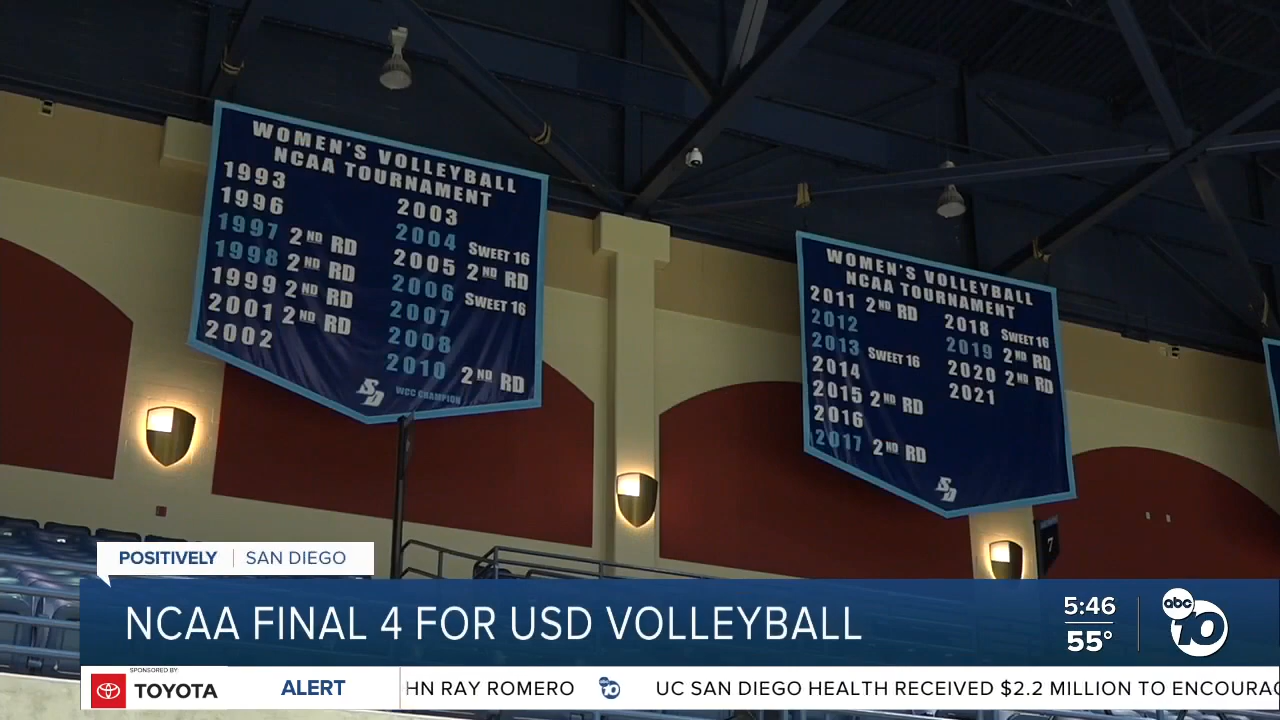 WOMEN'S VOLLEYBALL
NCAA TOURNAMENT
1993
1996
1997 2ND RD
1998 2ND RD
1999 2ND RD
2001 2ND RD
2002
2003
2004 SWEET 16
2005 2ND RD
2006 SWEET 16
2007
2008
2010 2ND RD
SD
WCC CHAMPION
WOMEN'S VOLLEYBALL
NCAA TOURNAMENT
2011 2ND RD
2012
2013 SWEET 16
2014
2015 2ND RD
2016
2017 2ND RD
2018 SWEET 16
2019 2ND RD
2020 2ND RD
2021
SD
7
POSITIVELY | SAN DIEGO
NCAA FINAL 4 FOR USD VOLLEYBALL
5:46
55°
abc 10
SPONSORED BY:
TOYOTA
ALERT
HN RAY ROMERO
UC SAN DIEGO HEALTH RECEIVED $2.2 MILLION TO ENCOURAG